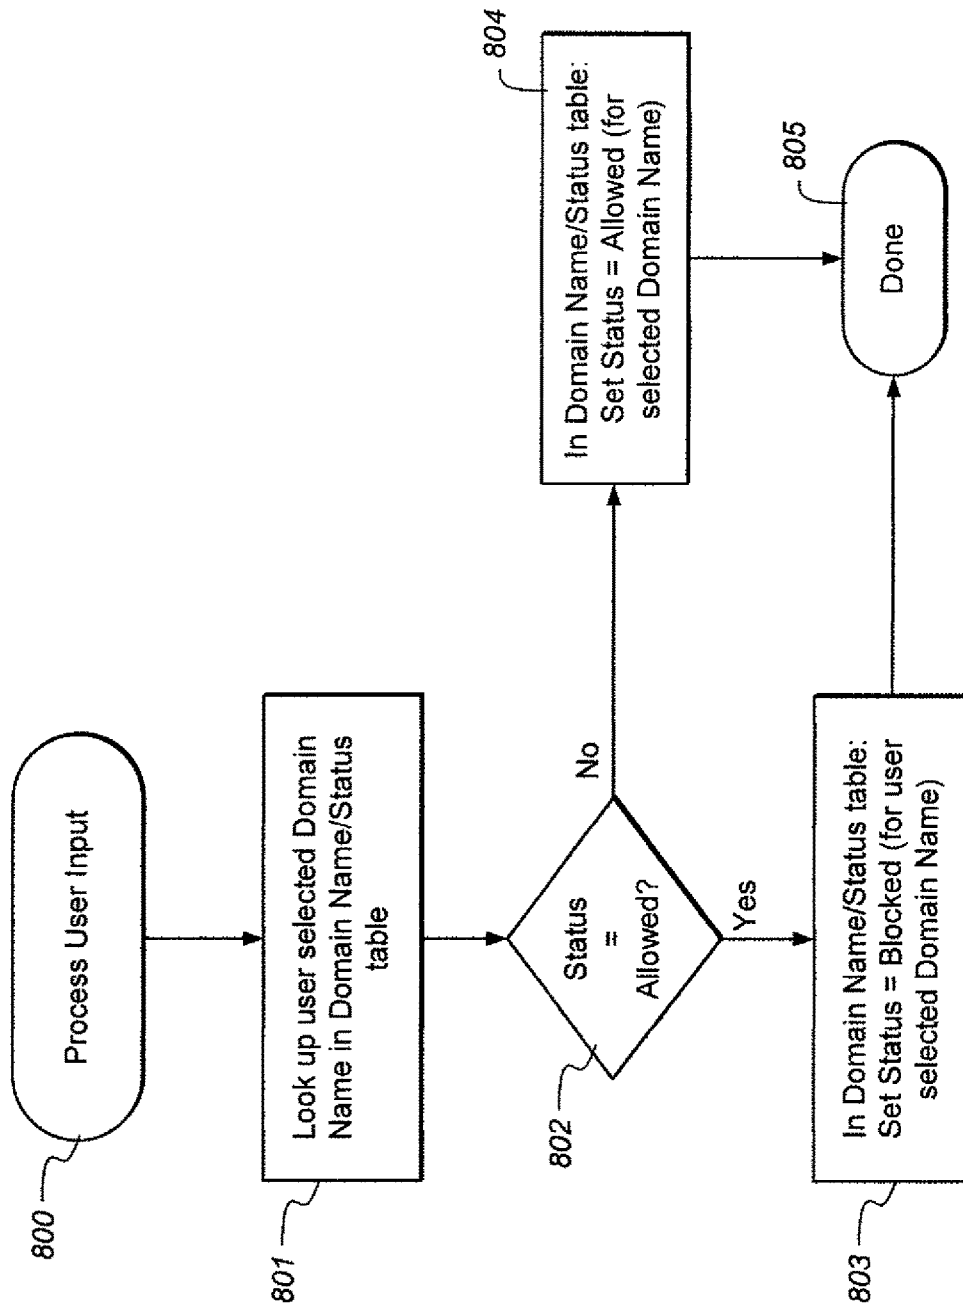 800
Process User Input
801
Look up user selected Domain
Name in Domain Name/Status
table
802
Status
=
Allowed?
No
Yes
804
In Domain Name/Status table:
Set Status = Allowed (for
selected Domain Name)
803
In Domain Name/Status table:
Set Status = Blocked (for user
selected Domain Name)
805
Done